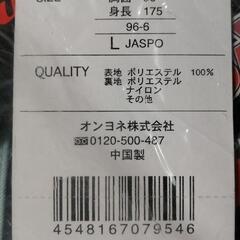 身長 175
96-6
L JASPO
QUALITY 表地 ポリエステル 100%
裏地 ポリエステル
ナイロン
その他
オンヨネ株式会社
0120-500-487
中国製
4548167079546